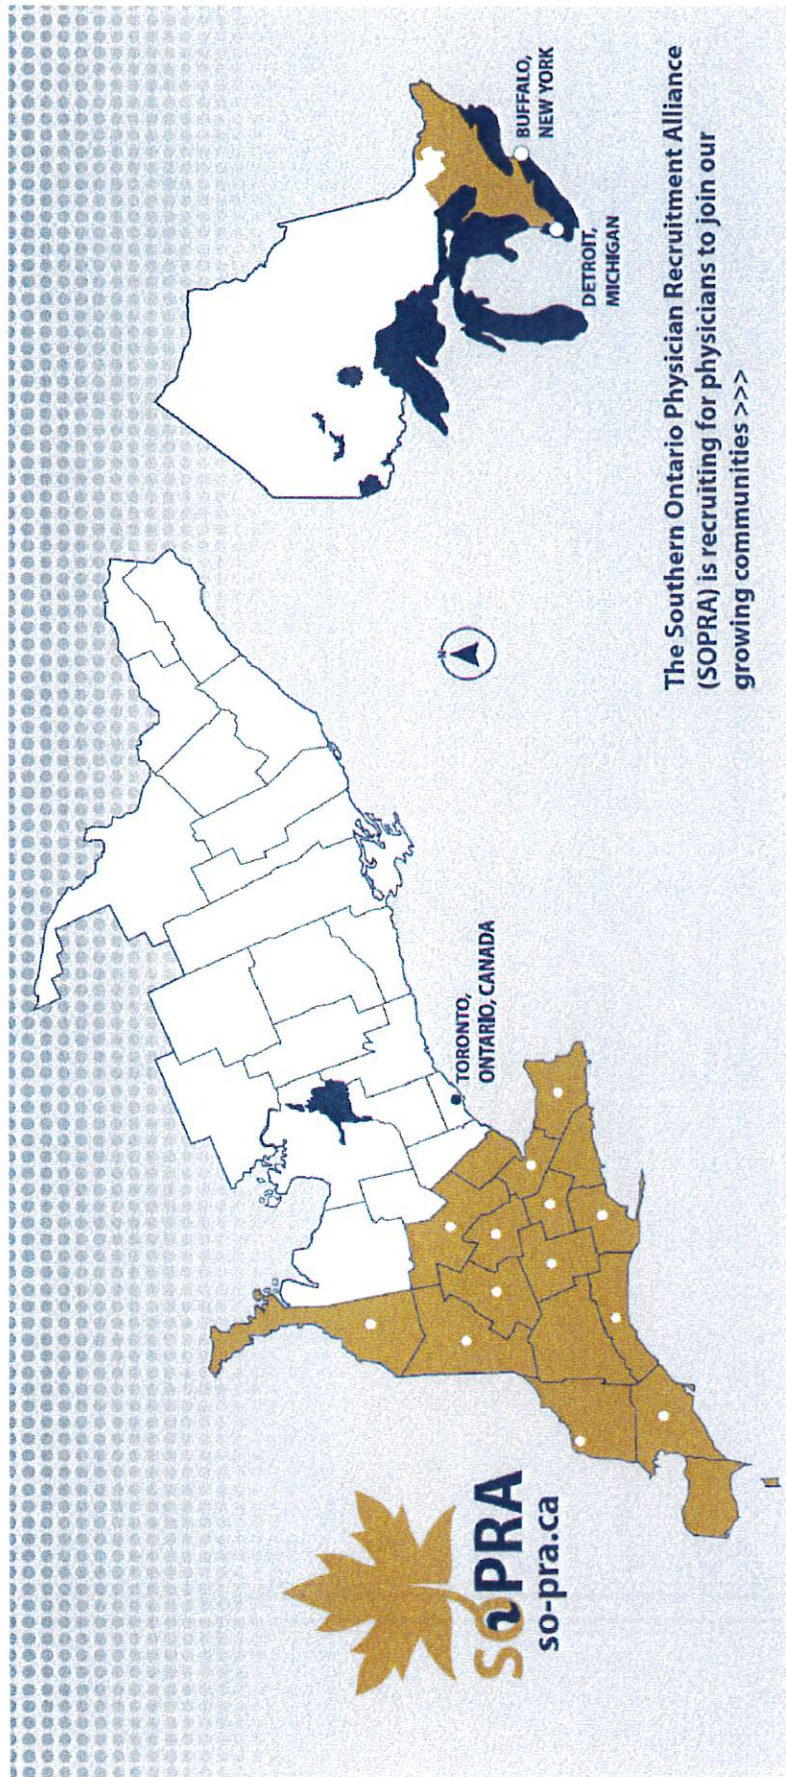 SoPRA
so-pra.ca
TORONTO,
ONTARIO, CANADA
N
DETROIT,
MICHIGAN
BUFFALO,
NEW YORK
The Southern Ontario Physician Recruitment Alliance
(SOPRA) is recruiting for physicians to join our
growing communities >>>